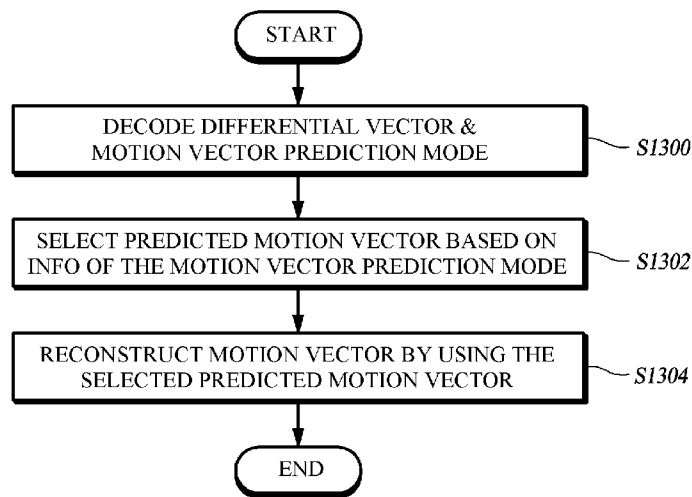 START
DECODE DIFFERENTIAL VECTOR &
MOTION VECTOR PREDICTION MODE
S1300
SELECT PREDICTED MOTION VECTOR BASED ON
INFO OF THE MOTION VECTOR PREDICTION MODE
S1302
RECONSTRUCT MOTION VECTOR BY USING THE
SELECTED PREDICTED MOTION VECTOR
S1304
END